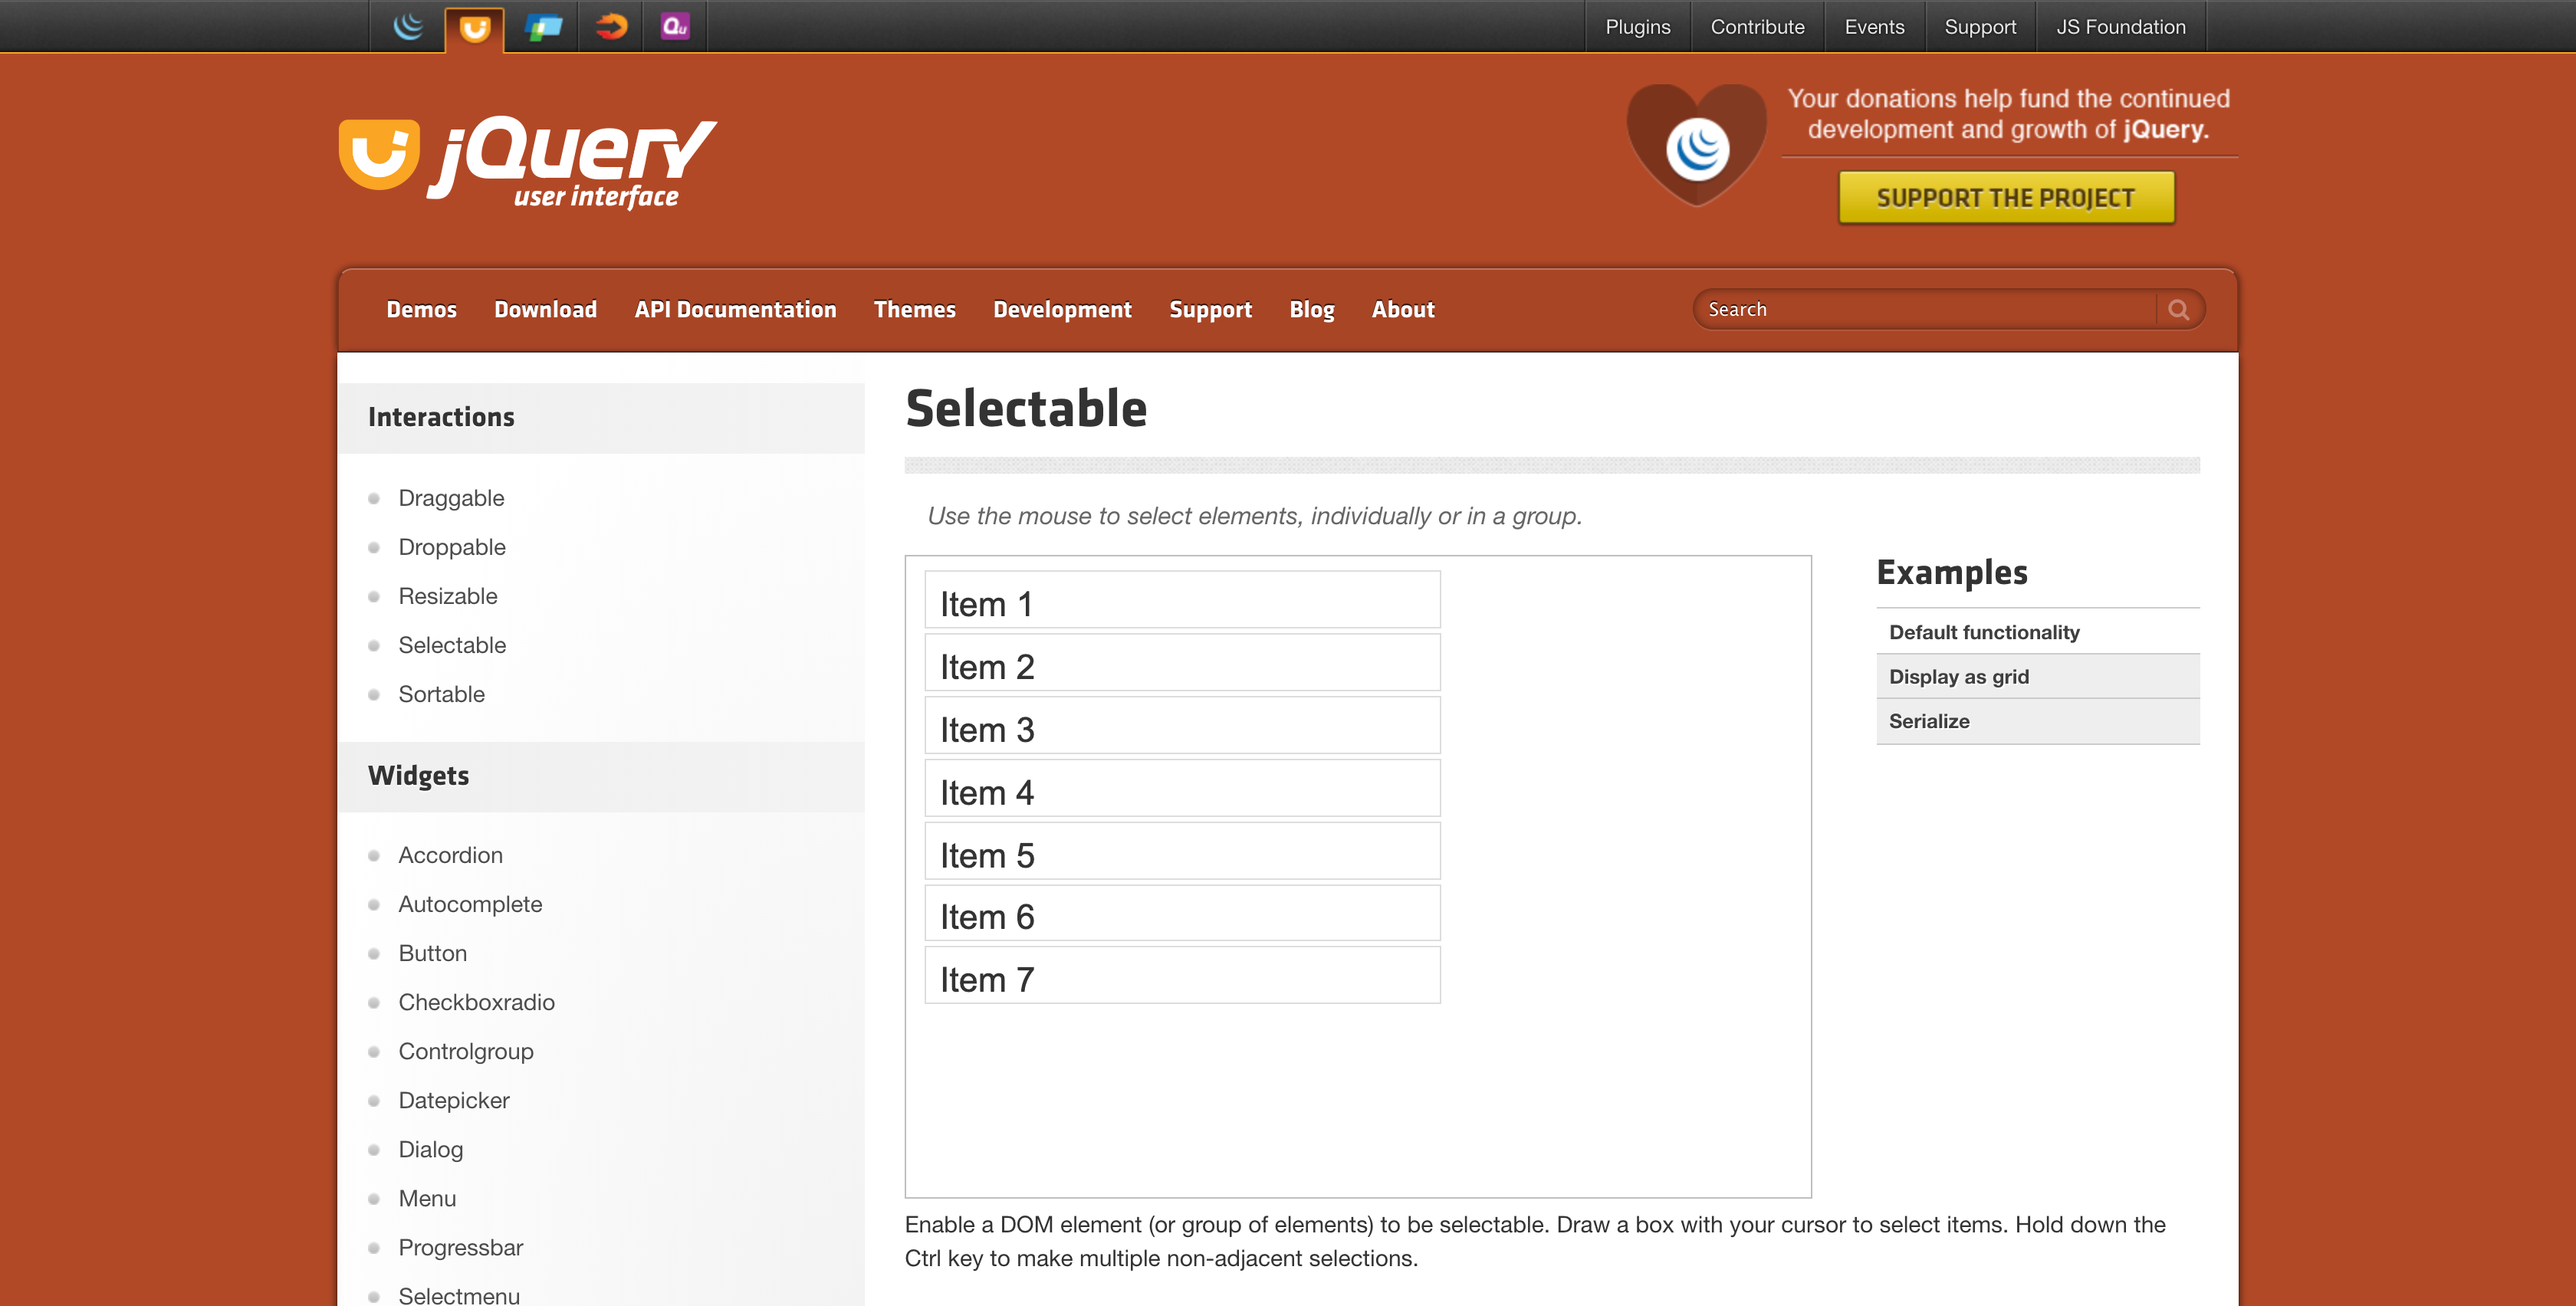 Qu
Plugins
Contribute
Events
Support
JS Foundation
jQuery
user interface
Your donations help fund the continued
development and growth of jQuery.
SUPPORT THE PROJECT
Demos
Download
API Documentation
Themes
Development
Support
Blog
About
Search
Interactions
Draggable
Droppable
Resizable
Selectable
Sortable
Widgets
Accordion
Autocomplete
Button
Checkboxradio
Controlgroup
Datepicker
Dialog
Menu
Progressbar
Selectmenu
Selectable
Use the mouse to select elements, individually or in a group.
Item 1
Item 2
Item 3
Item 4
Item 5
Item 6
Item 7
Examples
Default functionality
Display as grid
Serialize
Enable a DOM element (or group of elements) to be selectable. Draw a box with your cursor to select items. Hold down the
Ctrl key to make multiple non-adjacent selections.